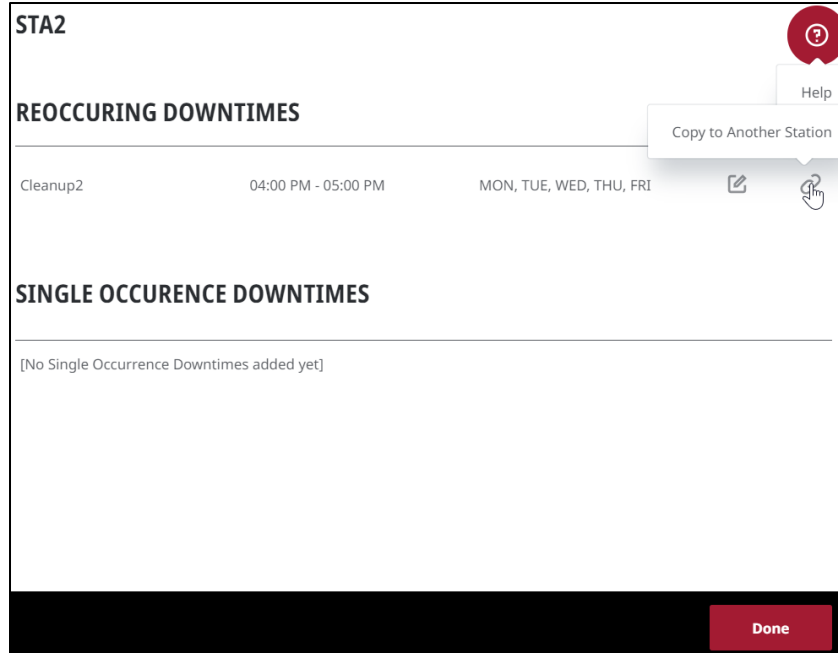 STA2
Help
REOCCURING DOWNTIMES
Copy to Another Station
Cleanup2 04:00 PM - 05:00 PM MON, TUE, WED, THU, FRI
SINGLE OCCURENCE DOWNTIMES
[No Single Occurrence Downtimes added yet]
Done